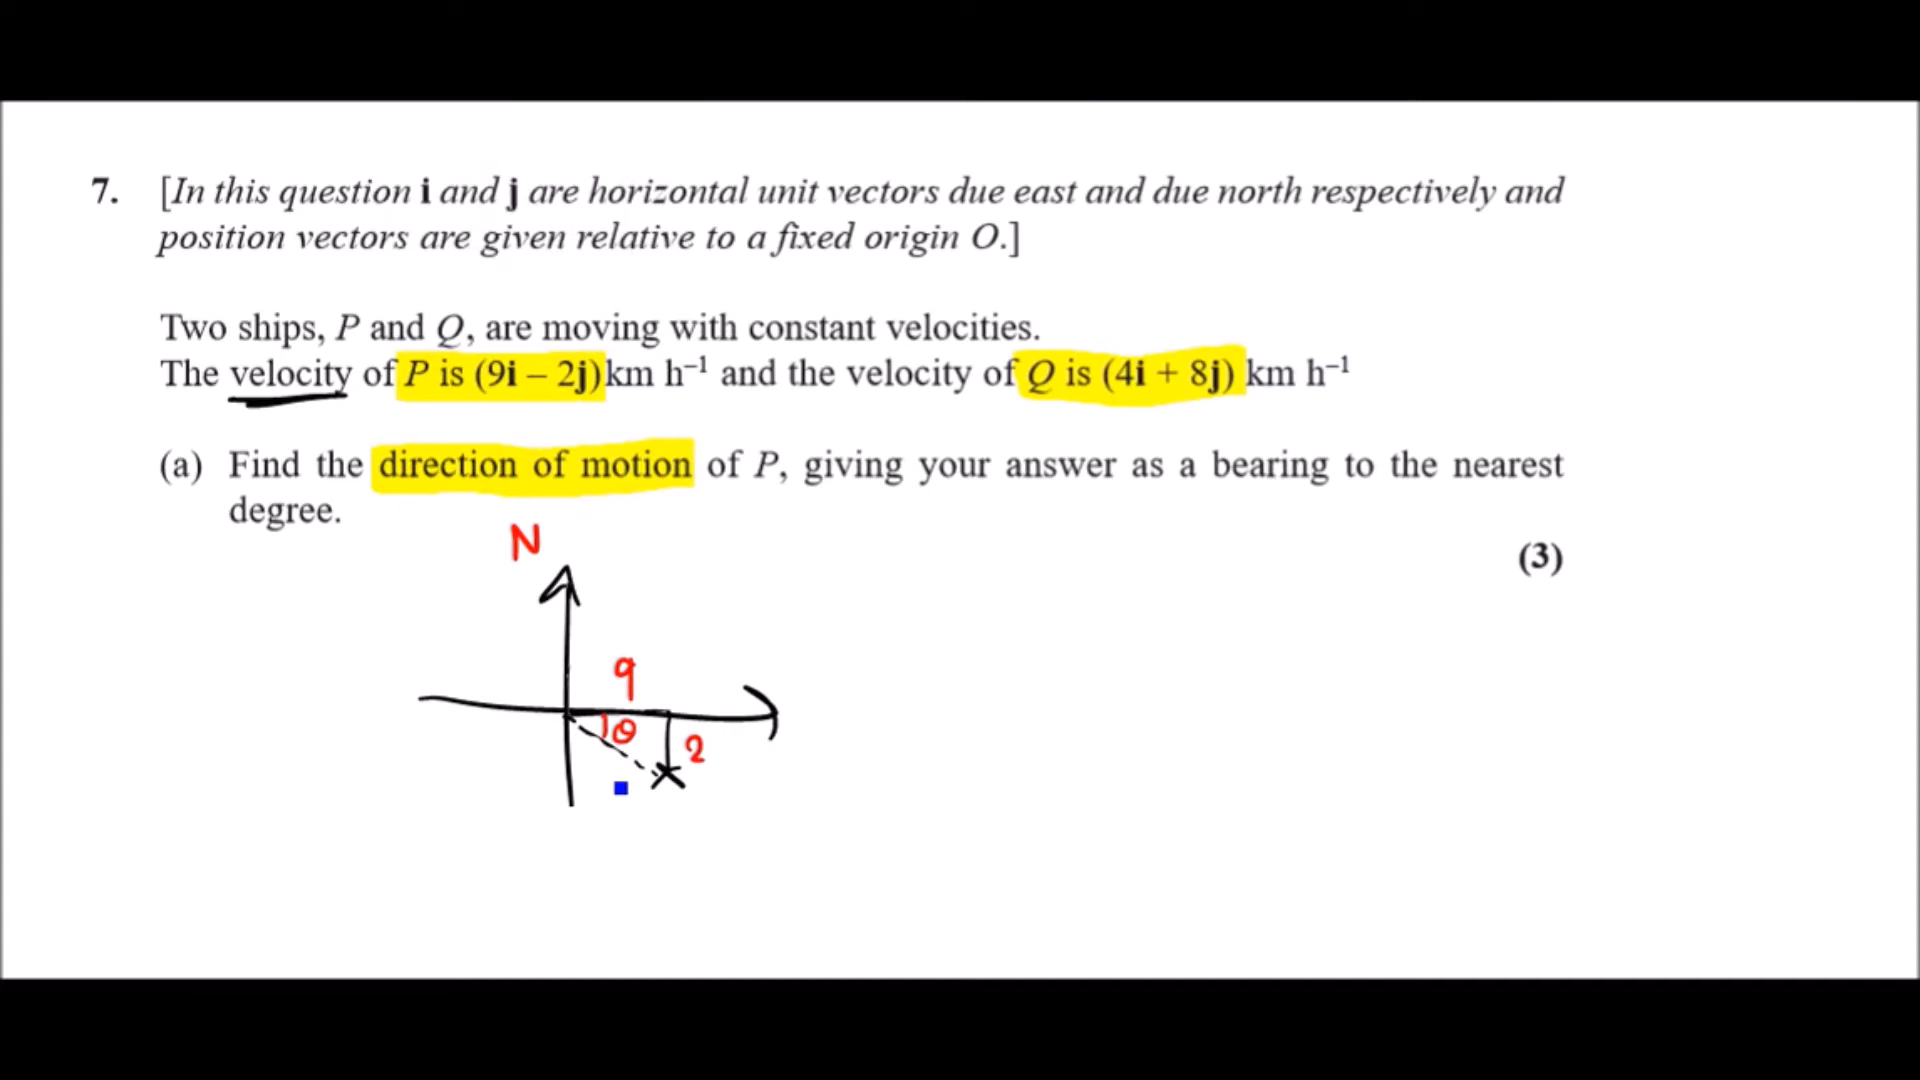 7. [In this question i and j are horizontal unit vectors due east and due north respectively and
position vectors are given relative to a fixed origin O.]
Two ships, P and Q, are moving with constant velocities.
The velocity of P is (9i – 2j) km h⁻¹ and the velocity of Q is (4i + 8j) km h⁻¹
(a) Find the direction of motion of P, giving your answer as a bearing to the nearest
degree.
(3)
N
9
θ
2